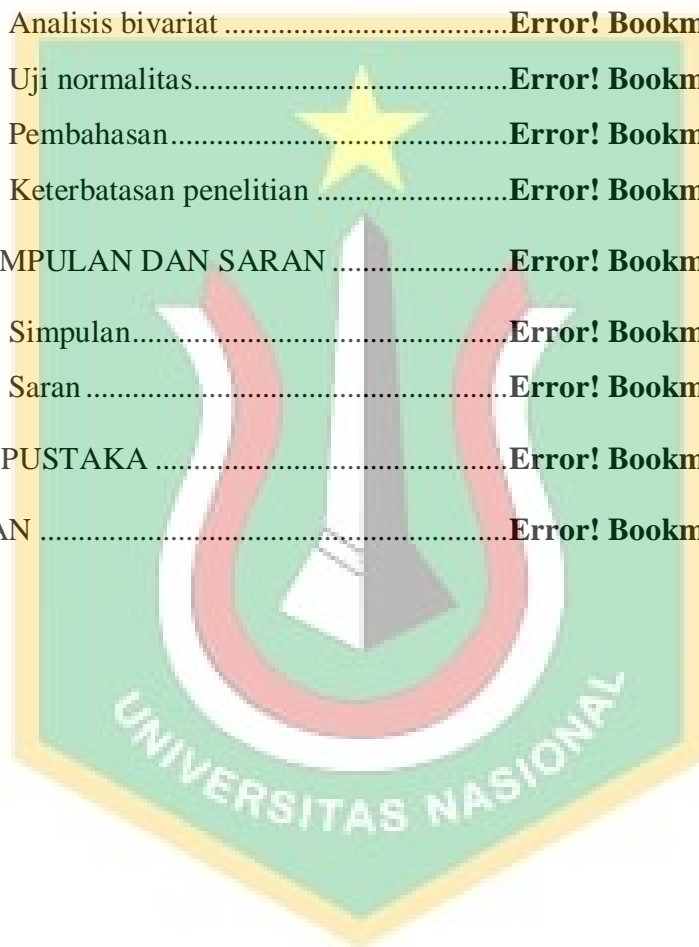 Analisis bivariat ........................................Error! Bookm
Uji normalitas............................................Error! Bookm
Pembahasan...............................................Error! Bookm
Keterbatasan penelitian ...........................Error! Bookm
MPULAN DAN SARAN .........................Error! Bookm
Simpulan.....................................................Error! Bookm
Saran ...........................................................Error! Bookm
PUSTAKA ..................................................Error! Bookm
AN ...............................................................Error! Bookm
UNIVERSITAS NASIONAL